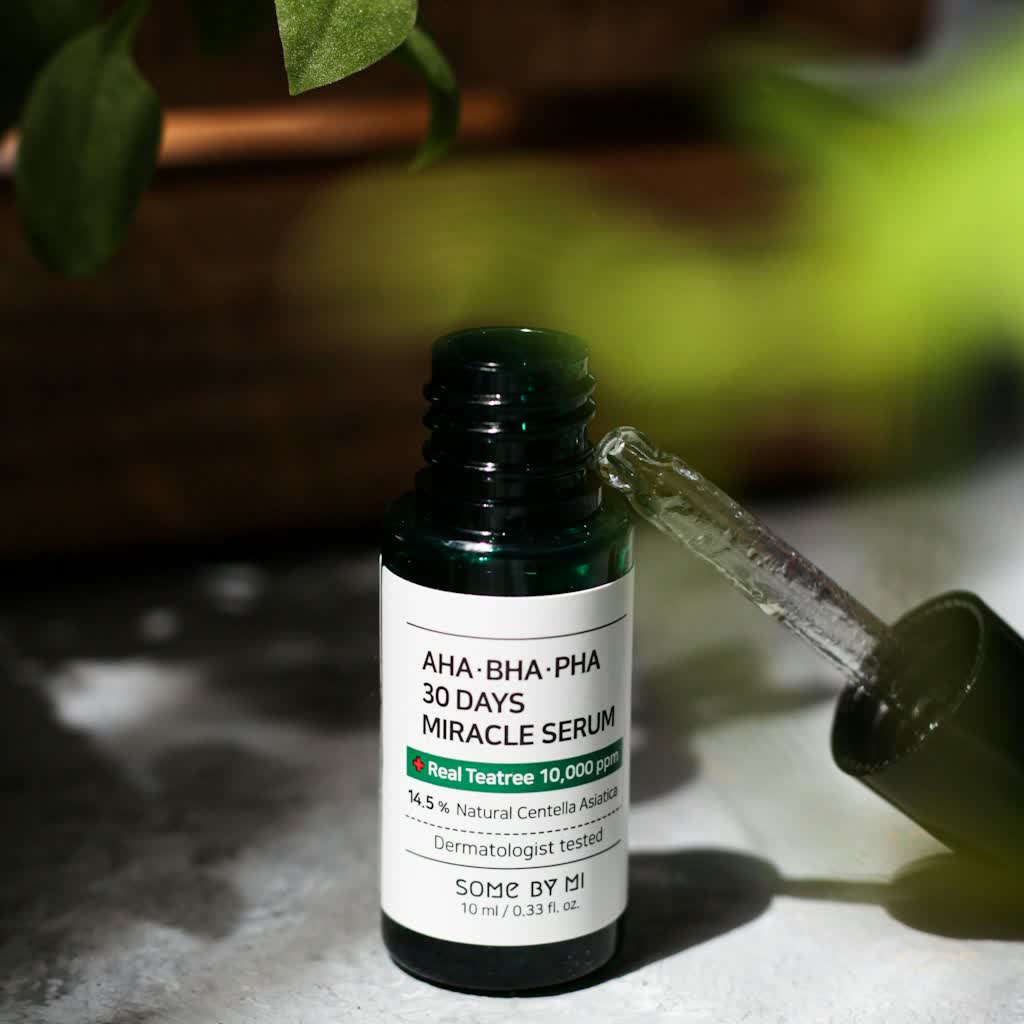 AHA·BHA·PHA
30 DAYS
MIRACLE SERUM
Real Teatree 10,000 ppm
14.5 % Natural Centella Asiatica
Dermatologist tested
SOME BY MI
10 ml / 0.33 fl. oz.